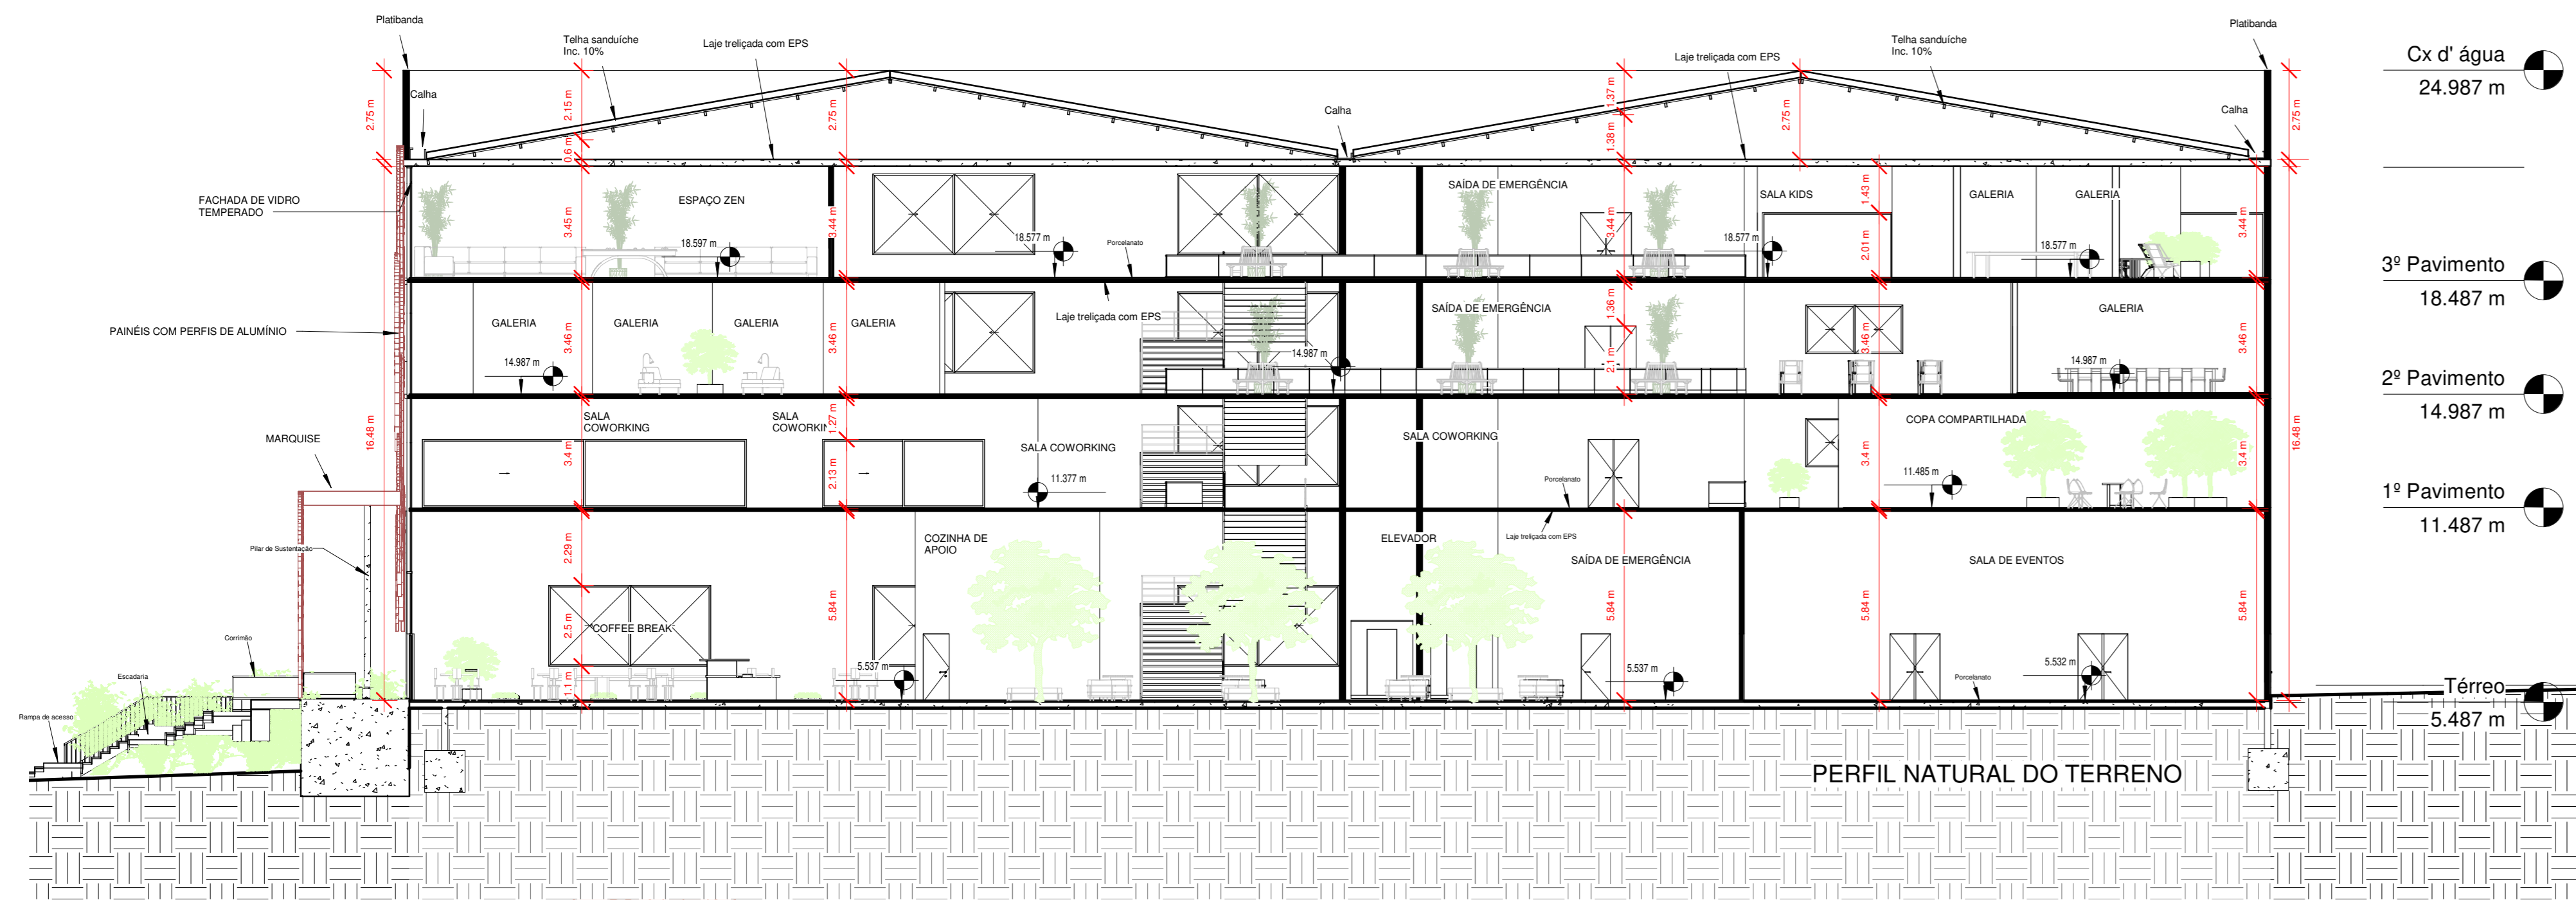 Platibanda
Platibanda
Telha sanduíche
Inc. 10%
Laje treliçada com EPS
Telha sanduíche
Inc. 10%
Laje treliçada com EPS
Cx d' água
24.987 m
Calha
Calha
Calha
2.75 m
2.15 m
0.6 m
2.75 m
1.37 m
1.38 m
2.75 m
2.75 m
FACHADA DE VIDRO
TEMPERADO
ESPAÇO ZEN
SAÍDA DE EMERGÊNCIA
SALA KIDS
GALERIA
GALERIA
3.45 m
3.44 m
3.44 m
1.43 m
2.01 m
3.44 m
18.597 m
18.577 m
Porcelanato
18.577 m
18.577 m
3º Pavimento
18.487 m
PAINÉIS COM PERFIS DE ALUMÍNIO
GALERIA
GALERIA
GALERIA
GALERIA
Laje treliçada com EPS
SAÍDA DE EMERGÊNCIA
GALERIA
3.46 m
3.46 m
1.36 m
2.1 m
3.46 m
3.46 m
14.987 m
14.987 m
14.987 m
2º Pavimento
14.987 m
16.48 m
16.48 m
MARQUISE
SALA
COWORKING
SALA
SALA COWORKING
SALA COWORKING
COPA COMPARTILHADA
3.4 m
1.27 m
2.13 m
3.4 m
3.4 m
11.377 m
Porcelanato
11.485 m
1º Pavimento
11.487 m
Pilar de Sustentação
COZINHA DE
APOIO
ELEVADOR
Laje treliçada com EPS
SAÍDA DE EMERGÊNCIA
SALA DE EVENTOS
2.29 m
2.5 m
1.1 m
5.84 m
5.84 m
5.84 m
5.84 m
COFFEE BREAK
Corrimão
Escadaria
Rampa de acesso
5.537 m
5.537 m
5.532 m
Porcelanato
Térreo
5.487 m
PERFIL NATURAL DO TERRENO